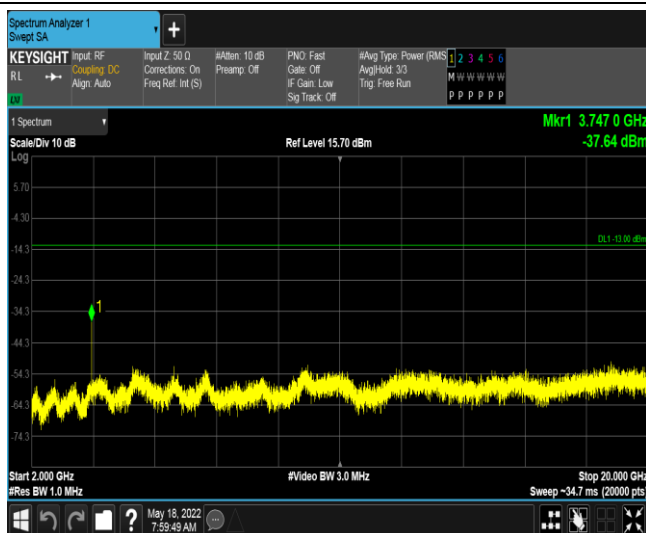 Spectrum Analyzer 1
Swept SA
+
KEYSIGHT
RL
Input: RF
Coupling: DC
Align: Auto
Input Z: 50 Ω
Corrections: On
Freq Ref: Int (S)
#Atten: 10 dB
Preamp: Off
PNO: Fast
Gate: Off
IF Gain: Low
Sig Track: Off
#Avg Type: Power (RMS
Avg|Hold: 3/3
Trig: Free Run
1 2 3 4 5 6
M W W W W W
P P P P P P
1 Spectrum
Scale/Div 10 dB
Log
Ref Level 15.70 dBm
Mkr1 3.747 0 GHz
-37.64 dBm
5.70
-4.30
-14.3
-24.3
-34.3
-44.3
-54.3
-64.3
-74.3
DL1 -13.00 dBm
1
Start 2.000 GHz
#Res BW 1.0 MHz
#Video BW 3.0 MHz
Stop 20.000 GHz
Sweep ~34.7 ms (20000 pts)
?
May 18, 2022
7:59:49 AM